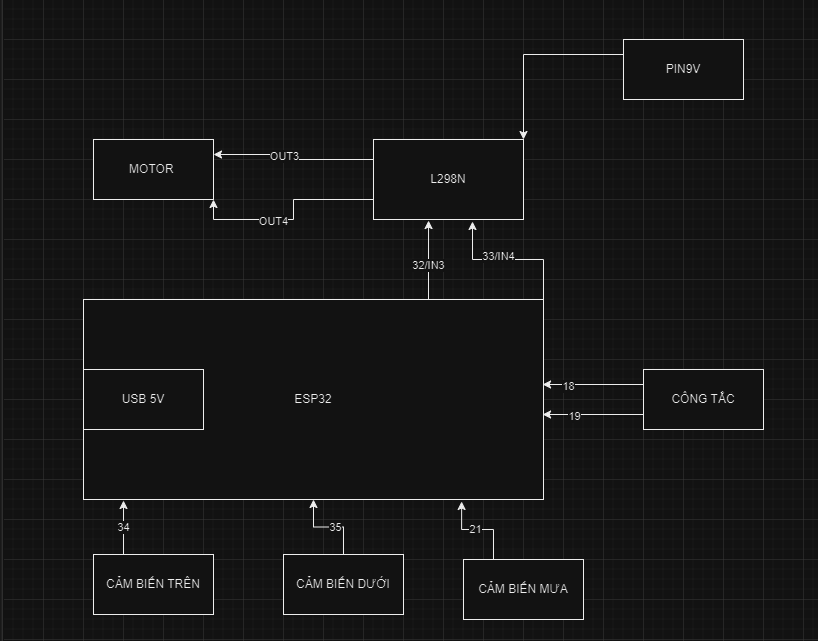 PIN9V
MOTOR
OUT3
L298N
OUT4
32/IN3
33/IN4
USB 5V
ESP32
18
CÔNG TẮC
19
34
35
21
CẢM BIẾN TRÊN
CẢM BIẾN DƯỚI
CẢM BIẾN MƯA